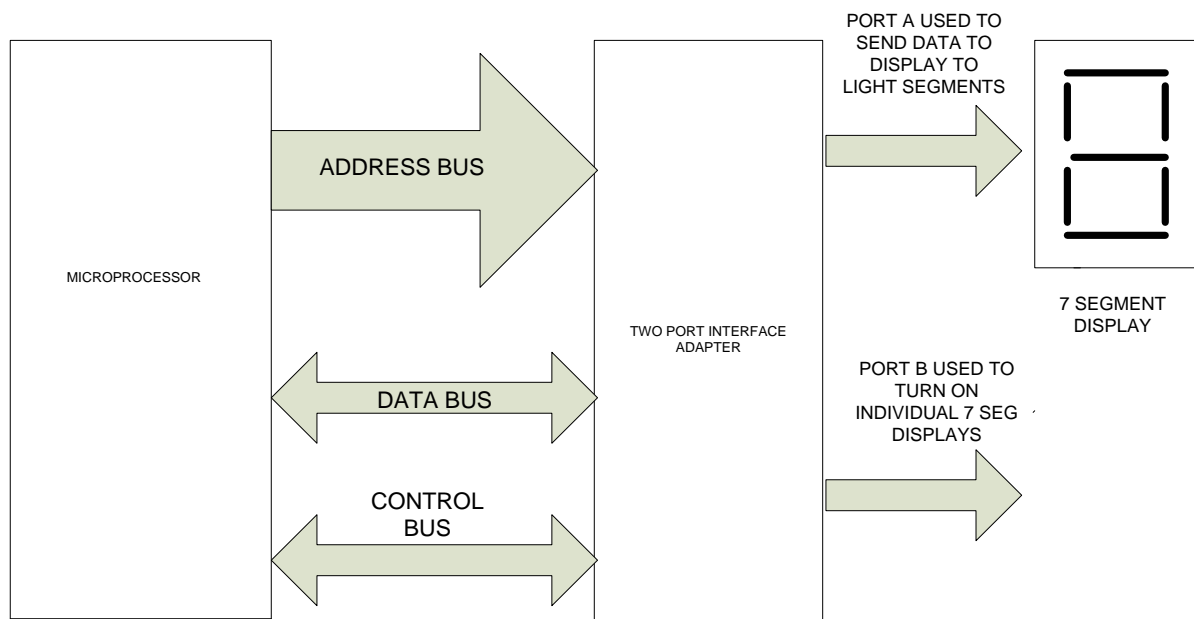 MICROPROCESSOR
ADDRESS BUS
DATA BUS
CONTROL
BUS
TWO PORT INTERFACE
ADAPTER
PORT A USED TO
SEND DATA TO
DISPLAY TO
LIGHT SEGMENTS
7 SEGMENT
DISPLAY
PORT B USED TO
TURN ON
INDIVIDUAL 7 SEG
DISPLAYS